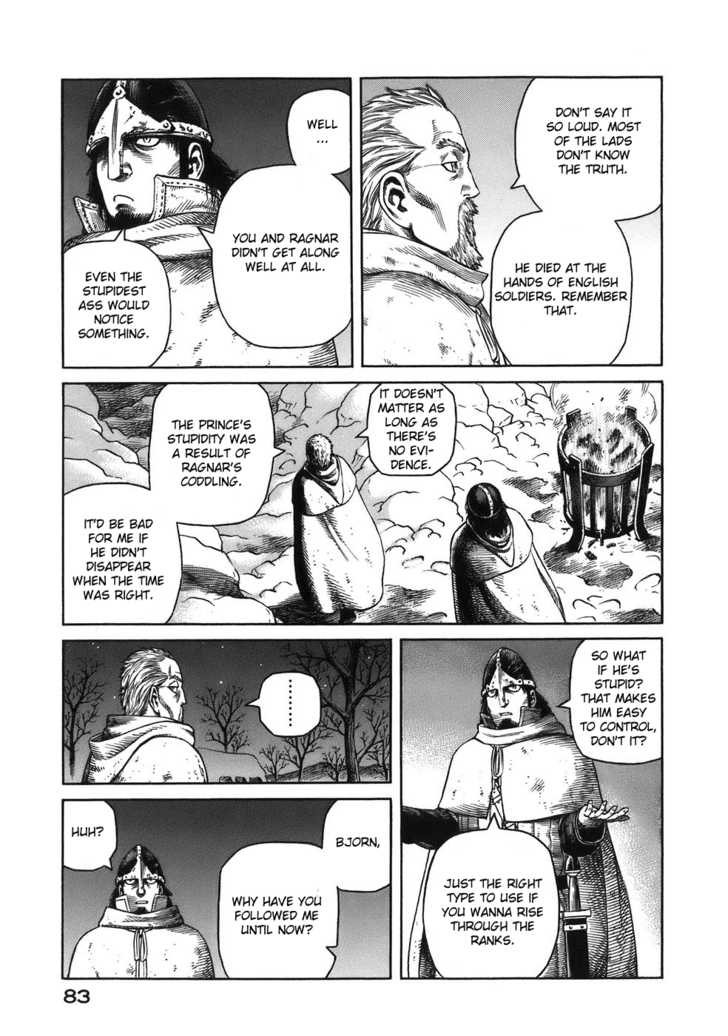 DON'T SAY IT
SO LOUD. MOST
OF THE LADS
DON'T KNOW
THE TRUTH.
HE DIED AT THE
HANDS OF ENGLISH
SOLDIERS. REMEMBER
THAT.
WELL
...
YOU AND RAGNAR
DIDN'T GET ALONG
WELL AT ALL.
EVEN THE
STUPIDEST
ASS WOULD
NOTICE
SOMETHING.
IT DOESN'T
MATTER AS
LONG AS
THERE'S
NO EVI-
DENCE.
THE PRINCE'S
STUPIDITY WAS
A RESULT OF
RAGNAR'S
CODDLING.
IT'D BE BAD
FOR ME IF
HE DIDN'T
DISAPPEAR
WHEN THE TIME
WAS RIGHT.
SO WHAT
IF HE'S
STUPID?
THAT MAKES
HIM EASY
TO CONTROL,
DON'T IT?
JUST THE RIGHT
TYPE TO USE IF
YOU WANNA RISE
THROUGH THE
RANKS.
........
BJORN,
WHY HAVE YOU
FOLLOWED ME
UNTIL NOW?
HUH?
83